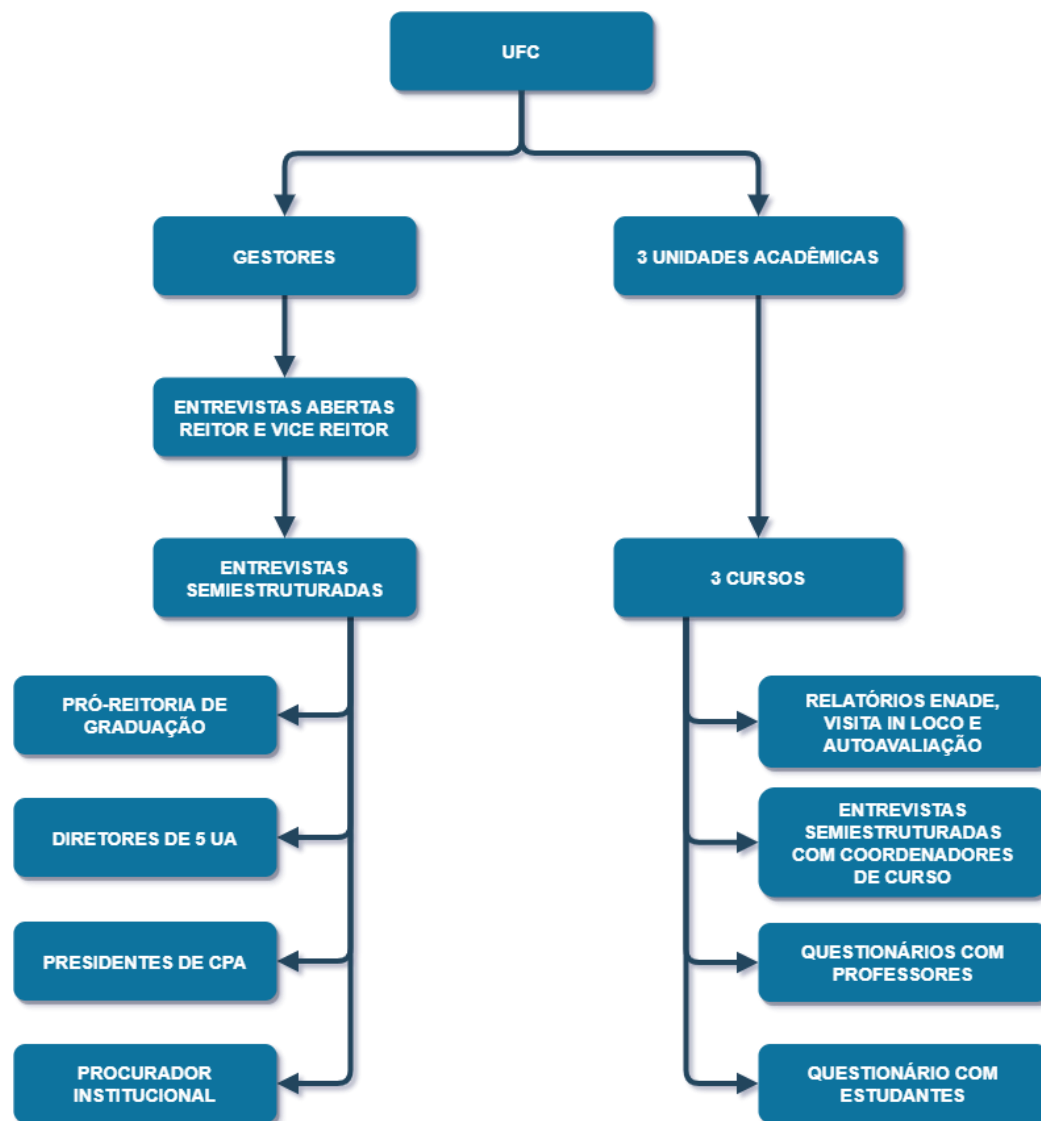 UFC
GESTORES
3 UNIDADES ACADÊMICAS
ENTREVISTAS ABERTAS
REITOR E VICE REITOR
ENTREVISTAS
SEMIESTRUTURADAS
3 CURSOS
PRÓ-REITORIA DE
GRADUAÇÃO
DIRETORES DE 5 UA
PRESIDENTES DE CPA
PROCURADOR
INSTITUCIONAL
RELATÓRIOS ENADE,
VISITA IN LOCO E
AUTOAVALIAÇÃO
ENTREVISTAS
SEMIESTRUTURADAS
COM COORDENADORES
DE CURSO
QUESTIONÁRIOS COM
PROFESSORES
QUESTIONÁRIO COM
ESTUDANTES